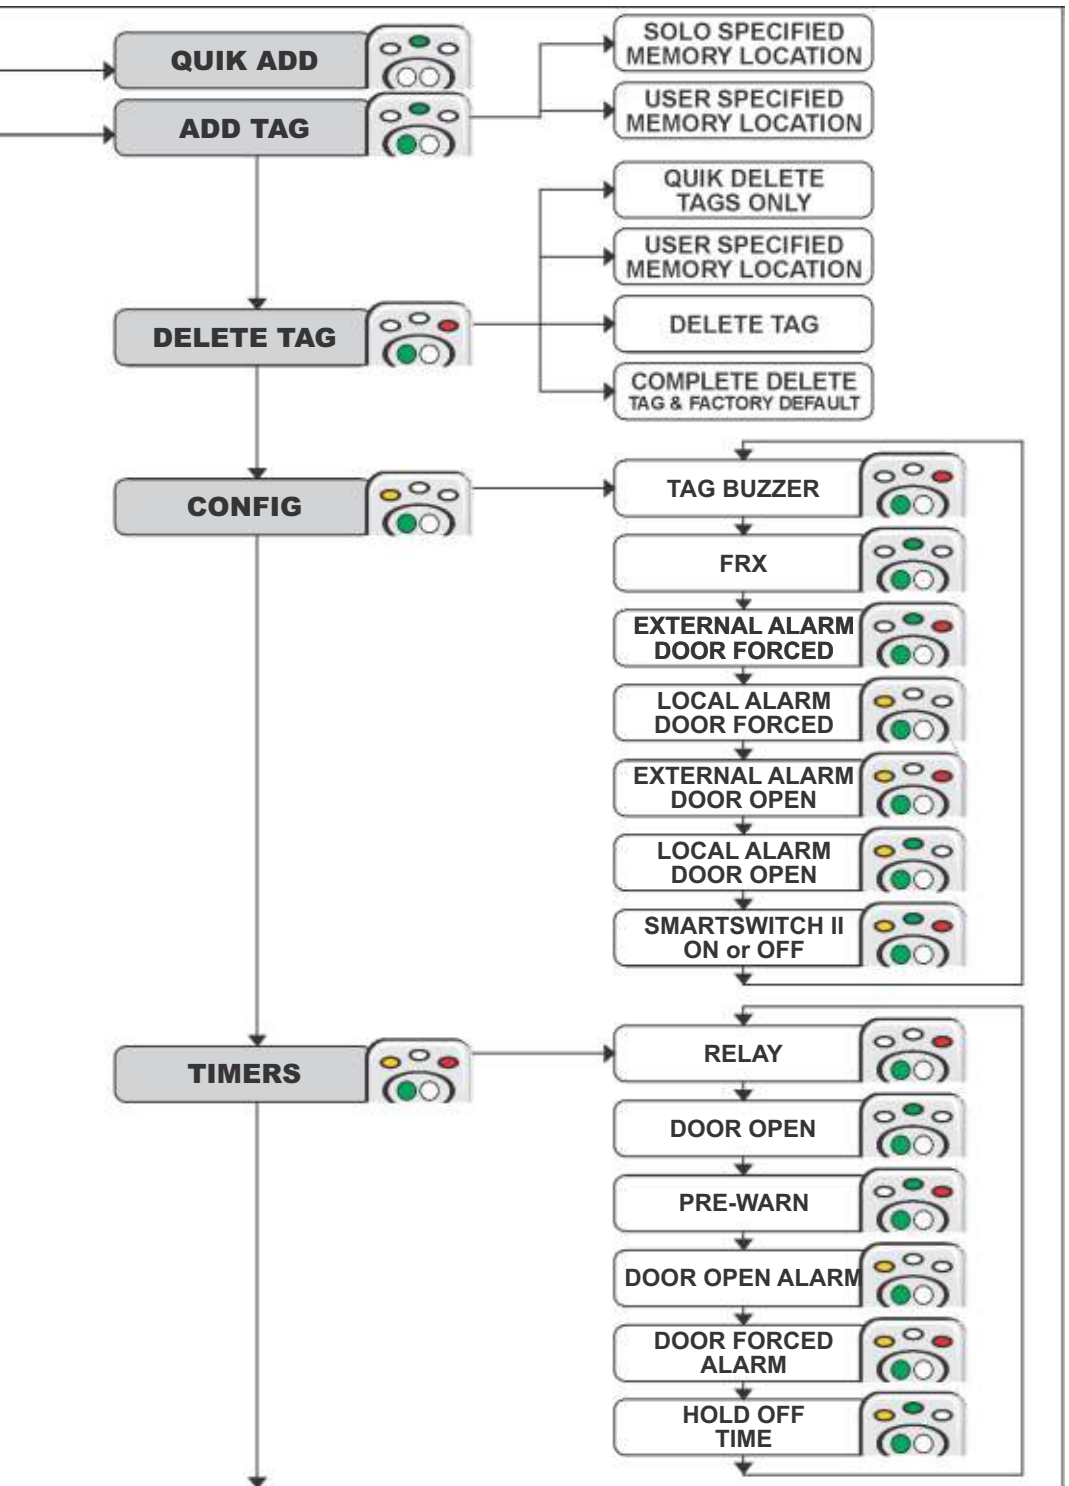 QUIK ADD
SOLO SPECIFIED
MEMORY LOCATION
ADD TAG
USER SPECIFIED
MEMORY LOCATION
QUIK DELETE
TAGS ONLY
USER SPECIFIED
MEMORY LOCATION
DELETE TAG
DELETE TAG
COMPLETE DELETE
TAG & FACTORY DEFAULT
CONFIG
TAG BUZZER
FRX
EXTERNAL ALARM
DOOR FORCED
LOCAL ALARM
DOOR FORCED
EXTERNAL ALARM
DOOR OPEN
LOCAL ALARM
DOOR OPEN
SMARTSWITCH II
ON or OFF
TIMERS
RELAY
DOOR OPEN
PRE-WARN
DOOR OPEN ALARM
DOOR FORCED
ALARM
HOLD OFF
TIME